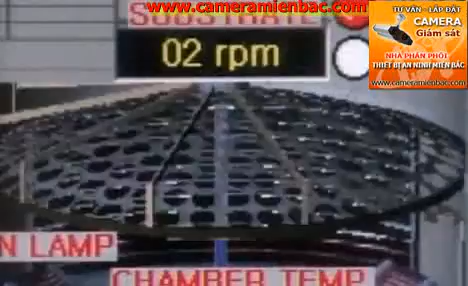 www.cameramienbac.com
02 rpm
TƯ VẤN - LẮP ĐẶT
CAMERA
Giám sát
NHÀ PHÂN PHỐI
THIẾT BỊ AN NINH MIỀN BẮC
www.cameramienbac.com
N LAMP
CHAMBER TEMP